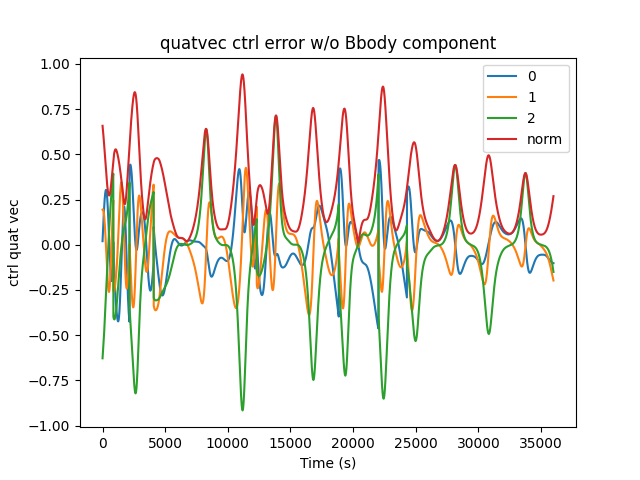 quatvec ctrl error w/o Bbody component
1.00
0.75
0.50
0.25
0.00
−0.25
−0.50
−0.75
−1.00
ctrl quat vec
0
1
2
norm
0 5000 10000 15000 20000 25000 30000 35000
Time (s)